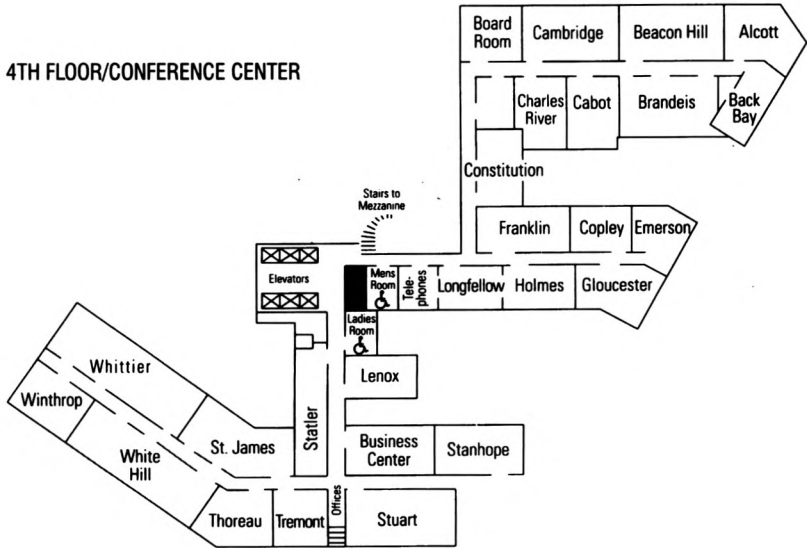 4TH FLOOR/CONFERENCE CENTER
Board
Room
Cambridge
Beacon Hill
Alcott
Charles
River
Cabot
Brandeis
Back
Bay
Constitution
Stairs to
Mezzanine
Franklin
Copley
Emerson
Elevators
Mens
Room
Tele-
phones
Longfellow
Holmes
Gloucester
Ladies
Room
Lenox
Whittier
Winthrop
White
Hill
St. James
Statler
Business
Center
Stanhope
Thoreau
Tremont
Offices
Stuart